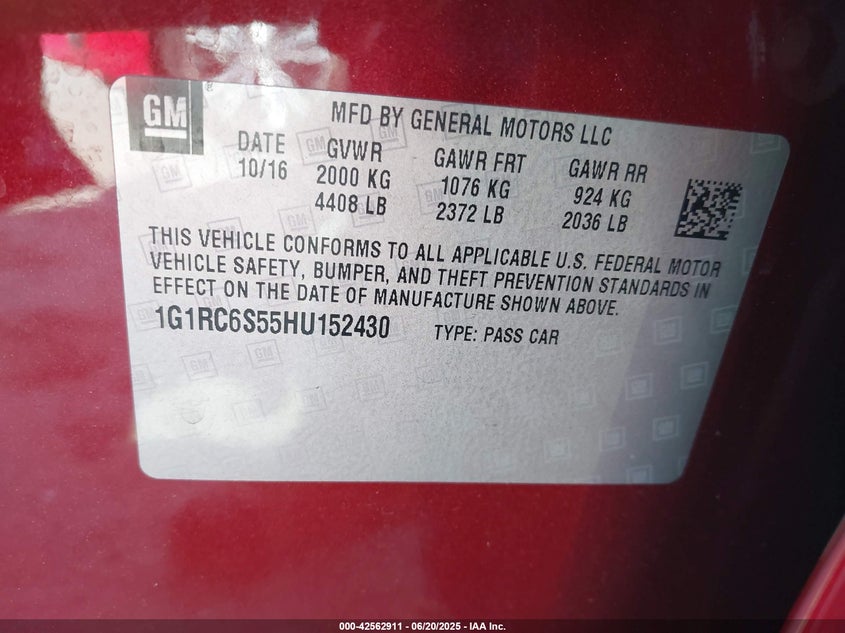 GM
MFD BY GENERAL MOTORS LLC
DATE GVWR GAWR FRT GAWR RR
10/16 2000 KG 1076 KG 924 KG
4408 LB 2372 LB 2036 LB
THIS VEHICLE CONFORMS TO ALL APPLICABLE U.S. FEDERAL MOTOR
VEHICLE SAFETY, BUMPER, AND THEFT PREVENTION STANDARDS IN
EFFECT ON THE DATE OF MANUFACTURE SHOWN ABOVE.
1G1RC6S55HU152430 TYPE: PASS CAR
000-42562911 - 06/20/2025 - IAA Inc.